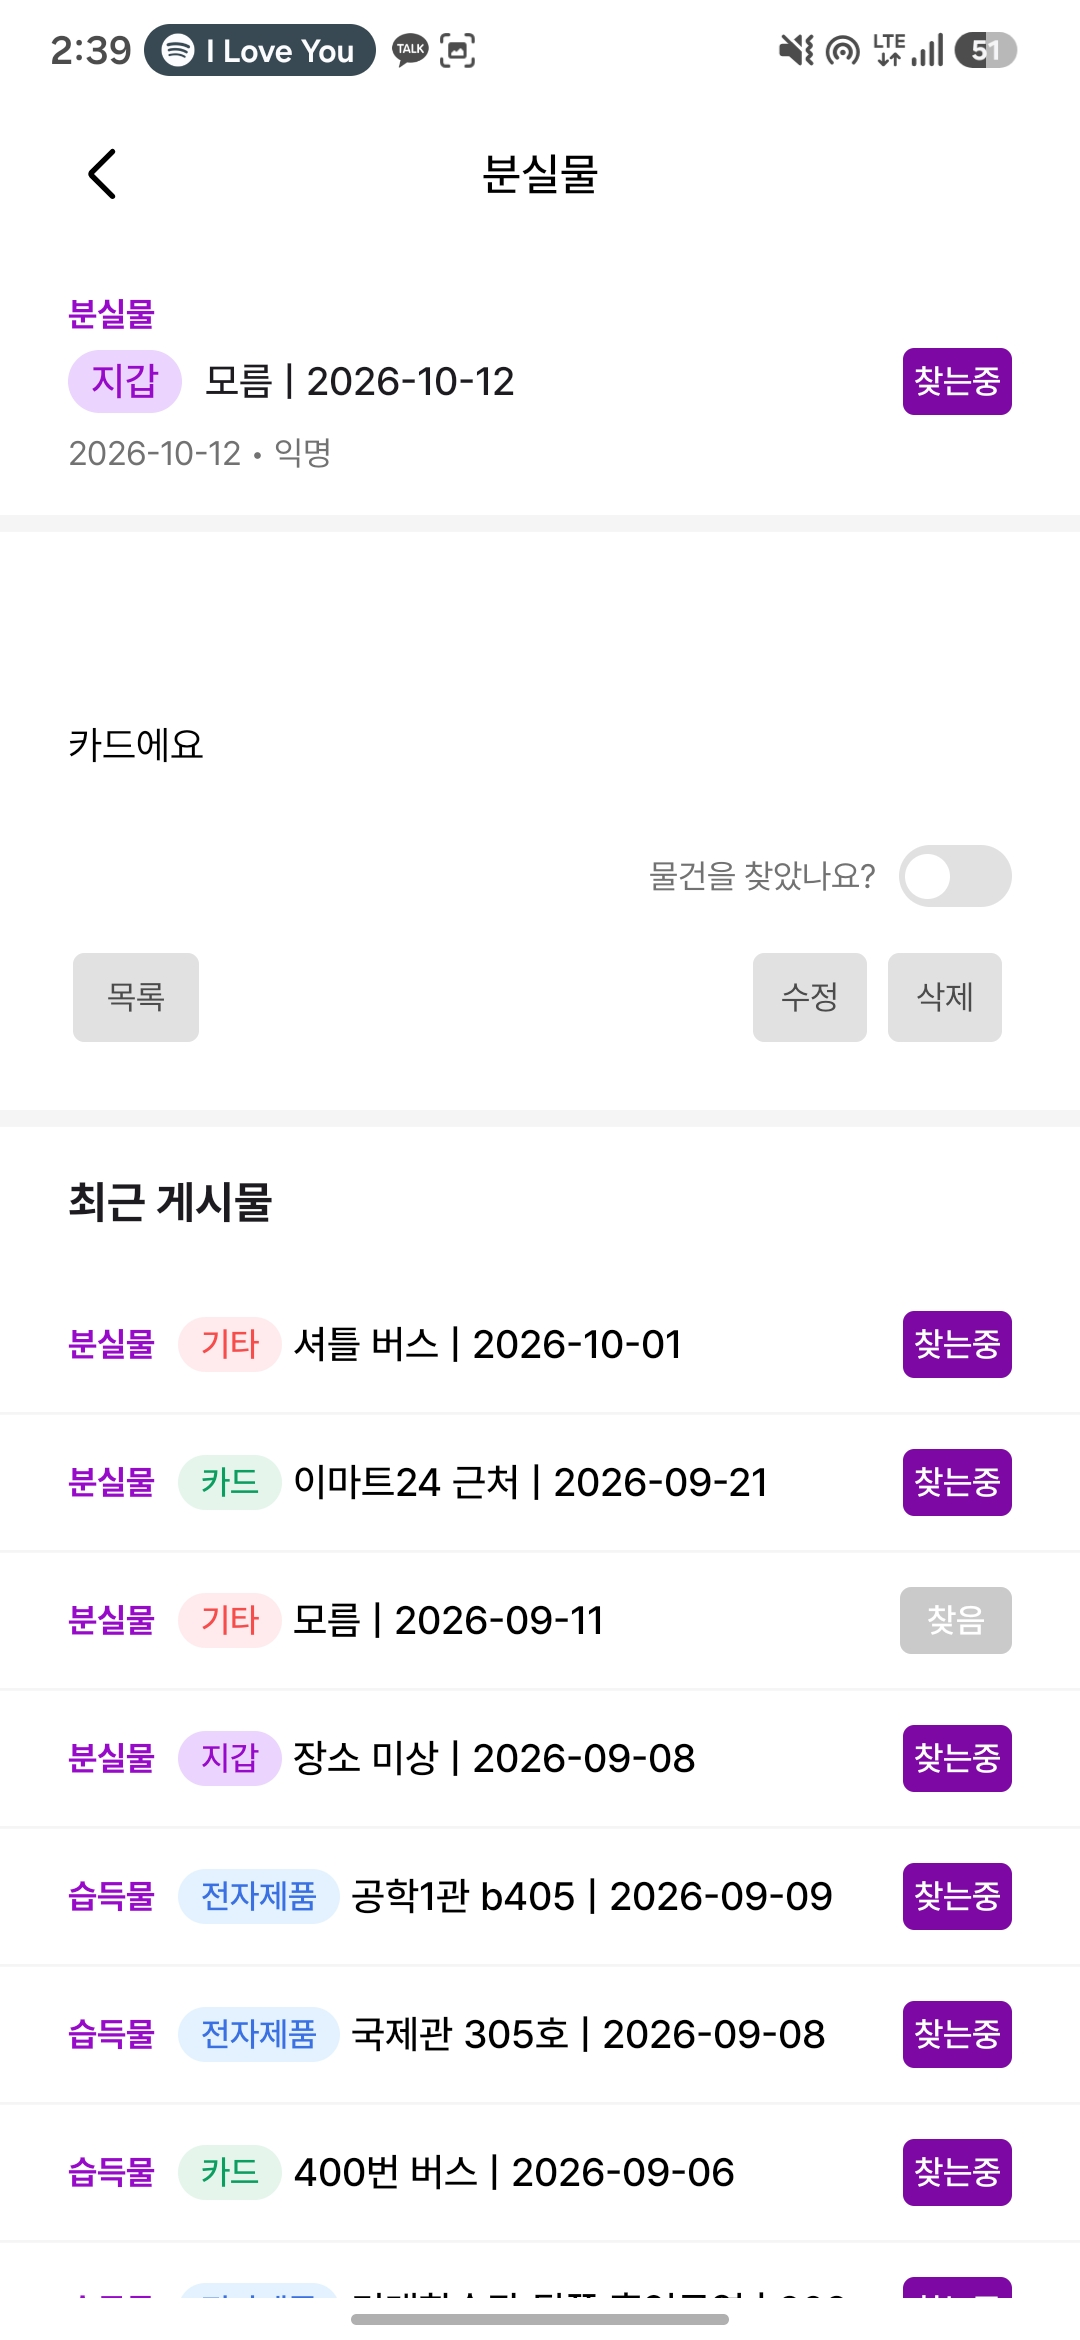 2:39 I Love You TALK LTE 51
분실물
분실물
지갑 모름 | 2026-10-12 찾는중
2026-10-12 • 익명
카드에요
물건을 찾았나요?
목록 수정 삭제
최근 게시물
분실물 기타 셔틀 버스 | 2026-10-01 찾는중
분실물 카드 이마트24 근처 | 2026-09-21 찾는중
분실물 기타 모름 | 2026-09-11 찾음
분실물 지갑 장소 미상 | 2026-09-08 찾는중
습득물 전자제품 공학1관 b405 | 2026-09-09 찾는중
습득물 전자제품 국제관 305호 | 2026-09-08 찾는중
습득물 카드 400번 버스 | 2026-09-06 찾는중